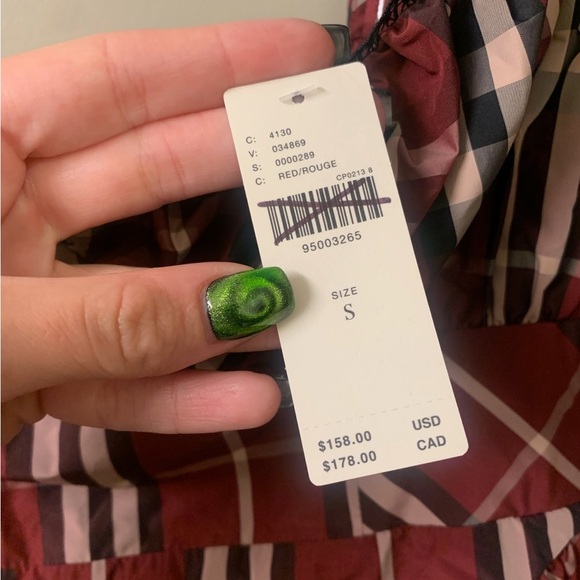 C: 4130
V: 034869
S: 0000289
C: RED/ROUGE
CP0213 8
95003265
SIZE
S
$158.00 USD
$178.00 CAD